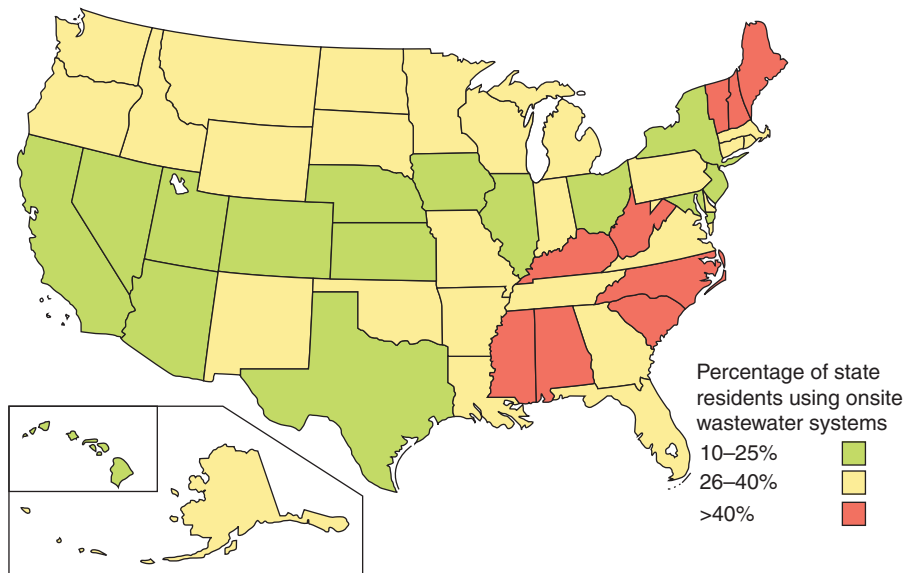 Percentage of state
residents using onsite
wastewater systems
10–25%
26–40%
>40%